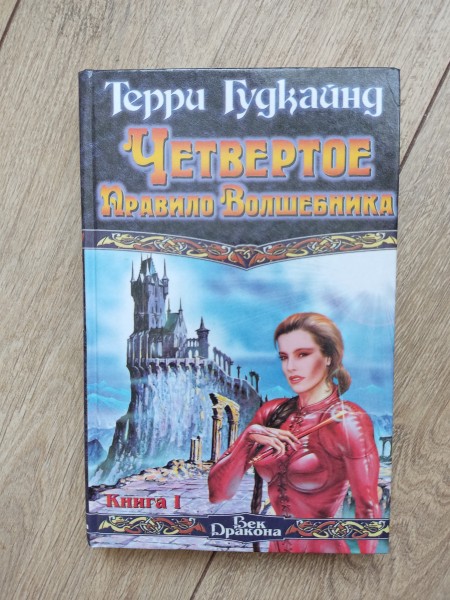 Терри Гудкайнд
Четвертое
Правило Волшебника
Книга I
Век
Дракона